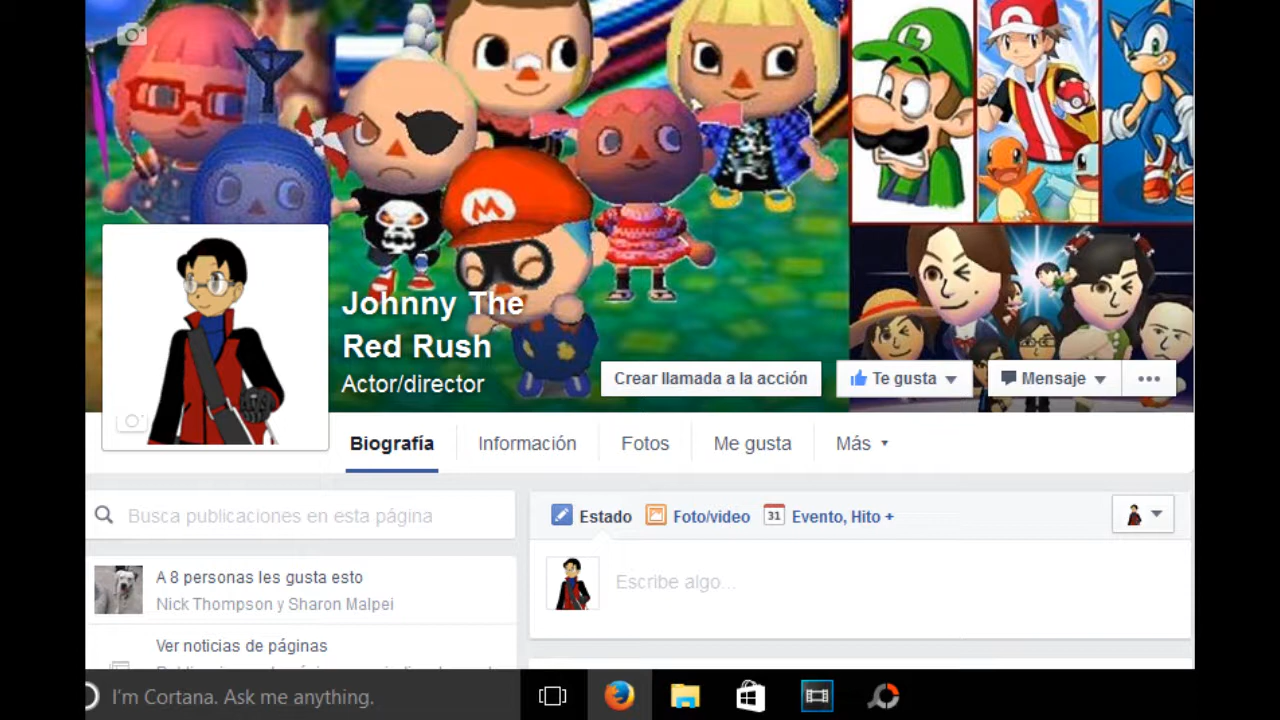 M
L
Johnny The
Red Rush
Actor/director
Crear llamada a la acción
Te gusta
Mensaje
Biografía
Información
Fotos
Me gusta
Más
Busca publicaciones en esta página
Estado
Foto/video
31
Evento, Hito +
Escribe algo...
A 8 personas les gusta esto
Nick Thompson y Sharon Malpei
Ver noticias de páginas
I'm Cortana. Ask me anything.